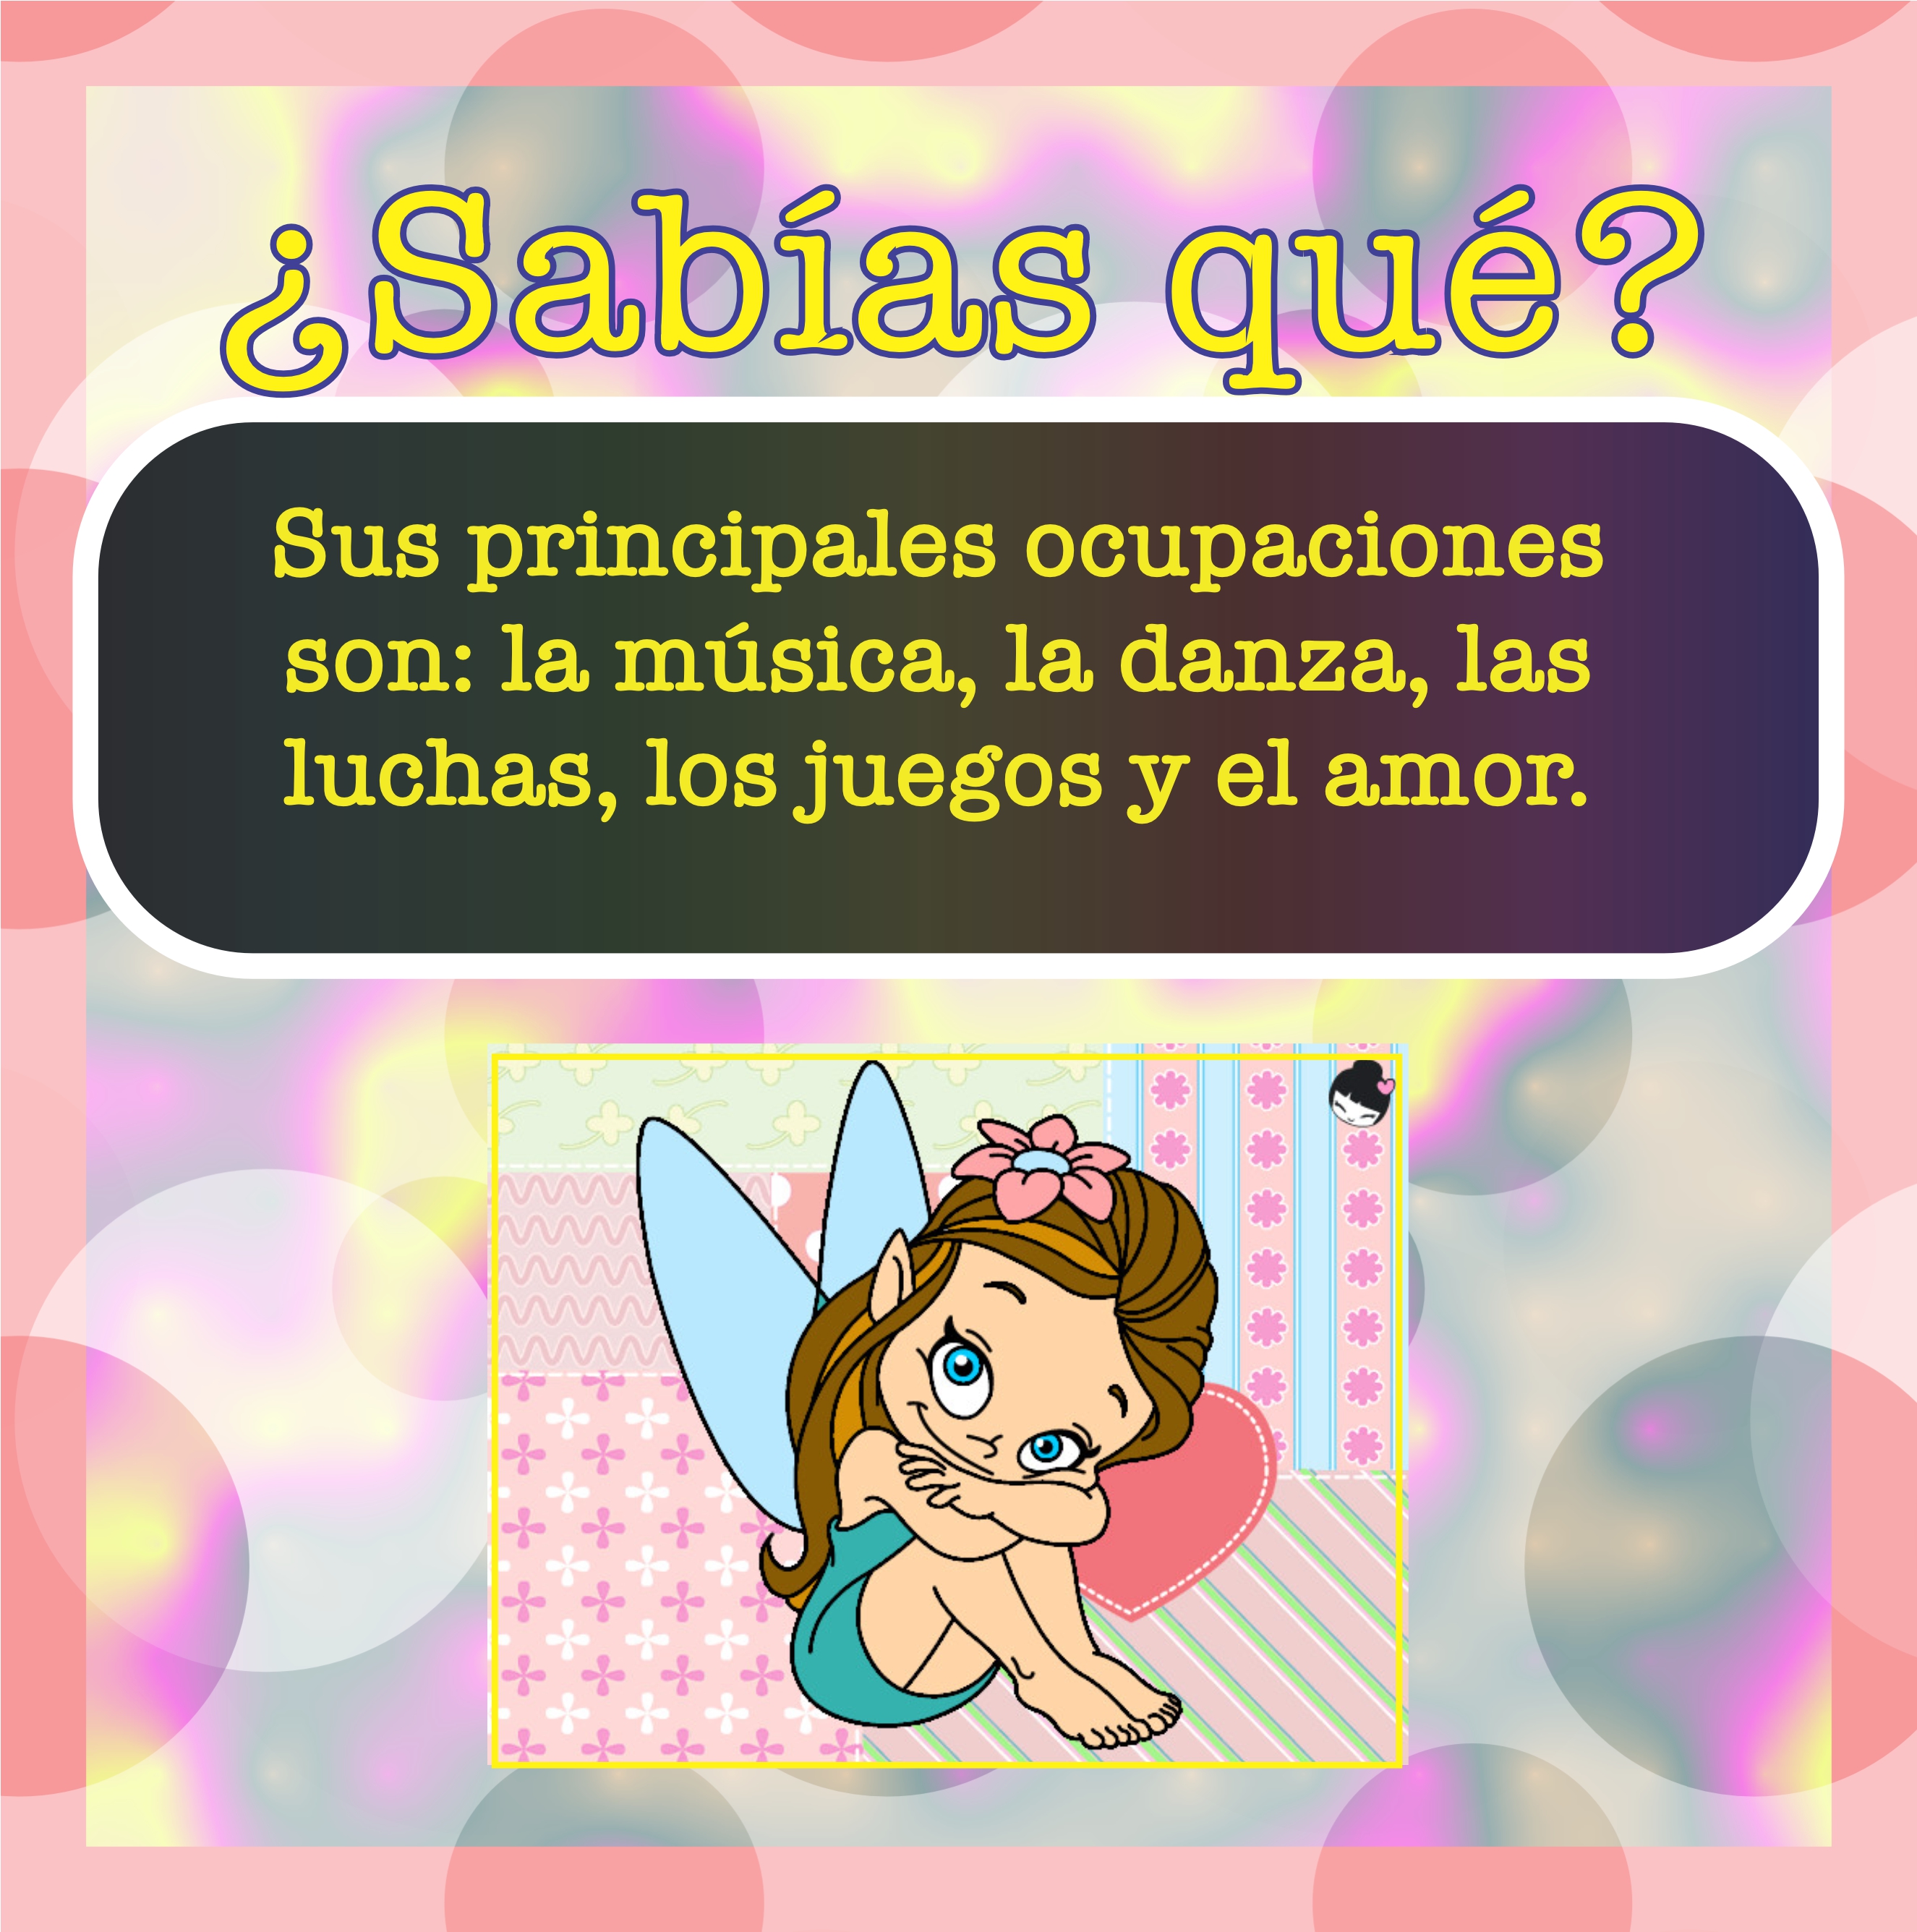 ¿Sabías qué?
Sus principales ocupaciones
son: la música, la danza, las
luchas, los juegos y el amor.